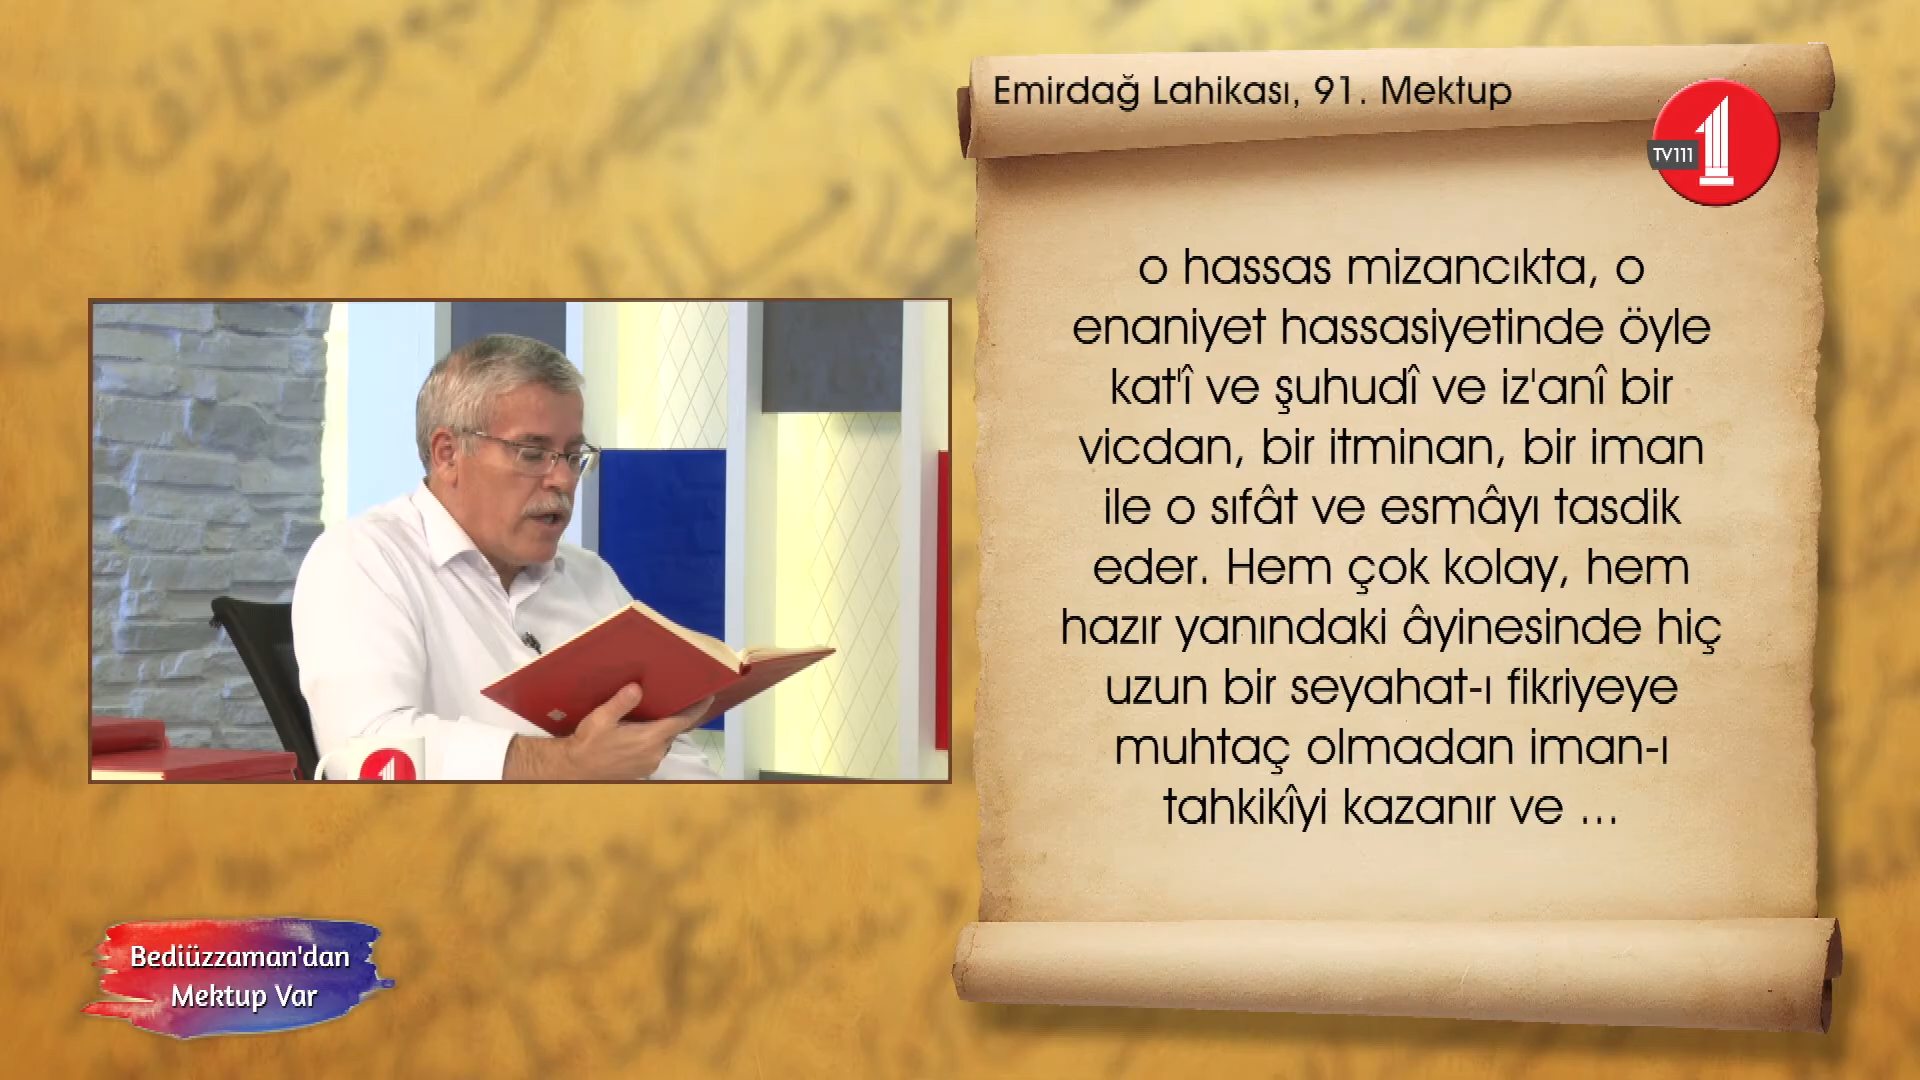 Emirdağ Lahikası, 91. Mektup
TV111
o hassas mizancıkta, o
enaniyet hassasiyetinde öyle
kat'î ve şuhudî ve iz'anî bir
vicdan, bir itminan, bir iman
ile o sıfât ve esmâyı tasdik
eder. Hem çok kolay, hem
hazır yanındaki âyinesinde hiç
uzun bir seyahat-ı fikriyeye
muhtaç olmadan iman-ı
tahkikîyi kazanır ve ...
Bediüzzaman'dan
Mektup Var